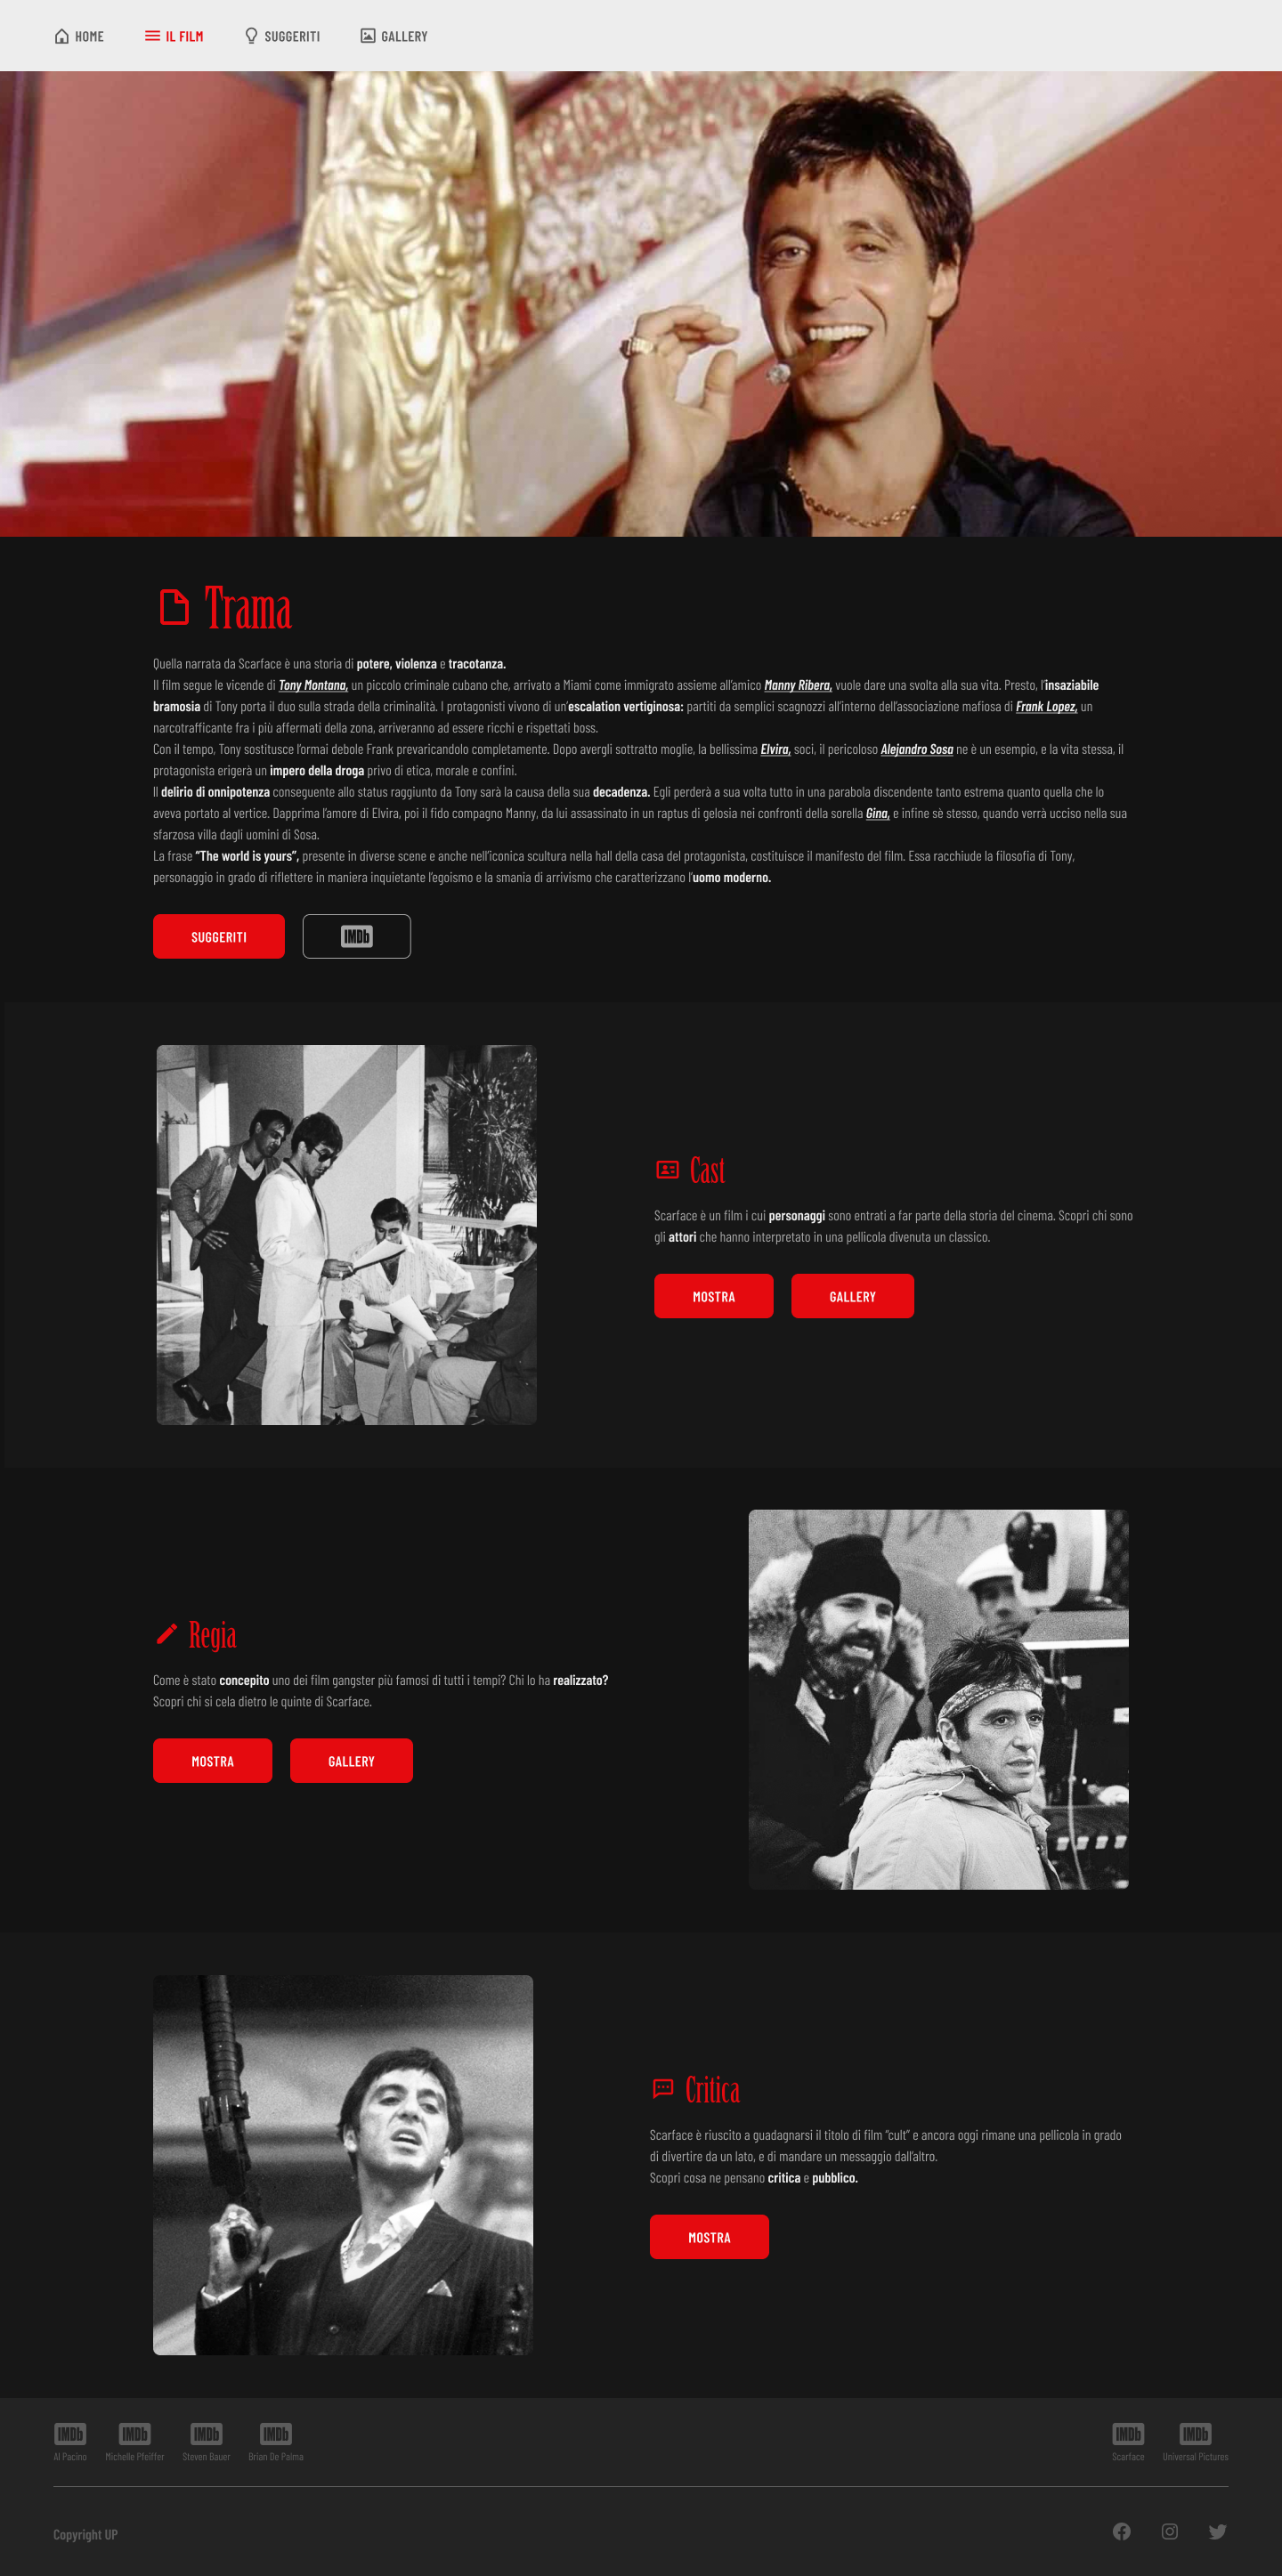 HOME IL FILM SUGGERITI GALLERY
Trama
Quella narrata da Scarface è una storia di potere, violenza e tracotanza.
Il film segue le vicende di Tony Montana, un piccolo criminale cubano che, arrivato a Miami come immigrato assieme all'amico Manny Ribera, vuole dare una svolta alla sua vita. Presto, l'insaziabile
bramosia di Tony porta il duo sulla strada della criminalità. I protagonisti vivono di un'escalation vertiginosa: partiti da semplici scagnozzi all'interno dell'associazione mafiosa di Frank Lopez, un
narcotrafficante fra i più affermati della zona, arriveranno ad essere ricchi e rispettati boss.
Con il tempo, Tony sostitusce l'ormai debole Frank prevaricandolo completamente. Dopo avergli sottratto moglie, la bellissima Elvira, soci, il pericoloso Alejandro Sosa ne è un esempio, e la vita stessa, il
protagonista erigerà un impero della droga privo di etica, morale e confini.
Il delirio di onnipotenza conseguente allo status raggiunto da Tony sarà la causa della sua decadenza. Egli perderà a sua volta tutto in una parabola discendente tanto estrema quanto quella che lo
aveva portato al vertice. Dapprima l'amore di Elvira, poi il fido compagno Manny, da lui assassinato in un raptus di gelosia nei confronti della sorella Gina, e infine sè stesso, quando verrà ucciso nella sua
sfarzosa villa dagli uomini di Sosa.
La frase “The world is yours”, presente in diverse scene e anche nell'iconica scultura nella hall della casa del protagonista, costituisce il manifesto del film. Essa racchiude la filosofia di Tony,
personaggio in grado di riflettere in maniera inquietante l'egoismo e la smania di arrivismo che caratterizzano l'uomo moderno.
SUGGERITI IMDb
Cast
Scarface è un film i cui personaggi sono entrati a far parte della storia del cinema. Scopri chi sono
gli attori che hanno interpretato in una pellicola divenuta un classico.
MOSTRA GALLERY
Regia
Come è stato concepito uno dei film gangster più famosi di tutti i tempi? Chi lo ha realizzato?
Scopri chi si cela dietro le quinte di Scarface.
MOSTRA GALLERY
Critica
Scarface è riuscito a guadagnarsi il titolo di film “cult” e ancora oggi rimane una pellicola in grado
di divertire da un lato, e di mandare un messaggio dall'altro.
Scopri cosa ne pensano critica e pubblico.
MOSTRA
IMDb IMDb IMDb IMDb IMDb IMDb
Al Pacino Michelle Pfeiffer Steven Bauer Brian De Palma Scarface Universal Pictures
Copyright UP